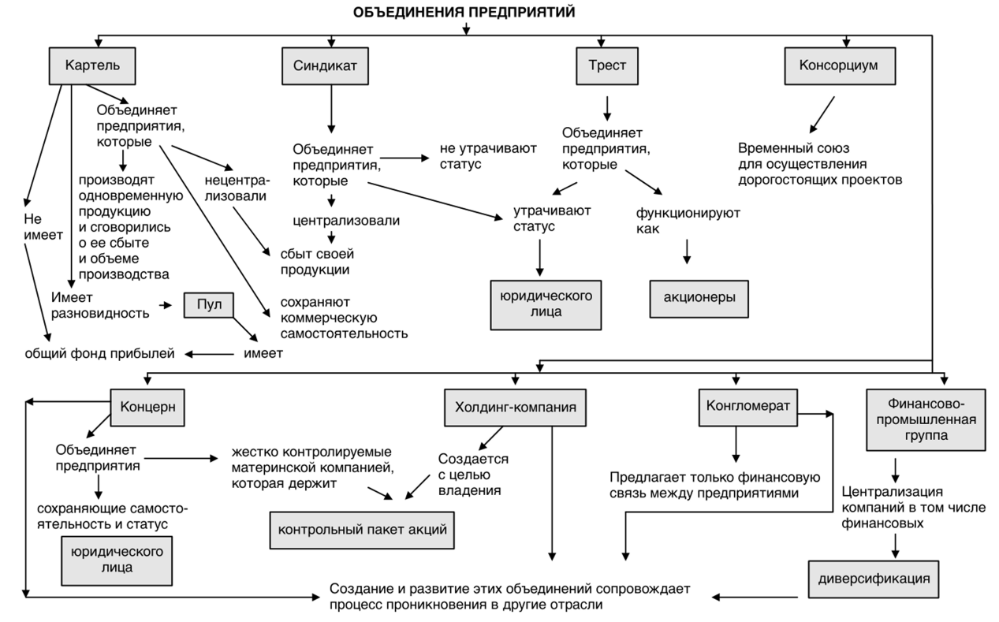 ОБЪЕДИНЕНИЯ ПРЕДПРИЯТИЙ
Картель
Синдикат
Трест
Консорциум
Объединяет
предприятия,
которые
производят
одновременную
продукцию
и сговорились
о ее сбыте
и объеме
производства
нецентра-
лизовали
Не
имеет
Имеет
разновидность
Пул
общий фонд прибылей
имеет
Объединяет
предприятия,
которые
не утрачивают
статус
централизовали
сбыт своей
продукции
сохраняют
коммерческую
самостоятельность
Объединяет
предприятия,
которые
утрачивают
статус
функционируют
как
юридического
лица
акционеры
Временный союз
для осуществления
дорогостоящих проектов
Концерн
Холдинг-компания
Конгломерат
Финансово-
промышленная
группа
Объединяет
предприятия
жестко контролируемые
материнской компанией,
которая держит
Создается
с целью
владения
Предлагает только финансовую
связь между предприятиями
Централизация
компаний в том числе
финансовых
сохраняющие самосто-
ятельность и статус
юридического
лица
контрольный пакет акций
диверсификация
Создание и развитие этих объединений сопровождает
процесс проникновения в другие отрасли